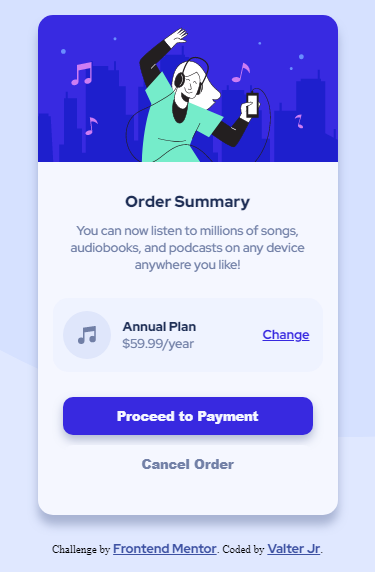 Order Summary
You can now listen to millions of songs,
audiobooks, and podcasts on any device
anywhere you like!
Annual Plan
$59.99/year
Change
Proceed to Payment
Cancel Order
Challenge by Frontend Mentor. Coded by Valter Jr.